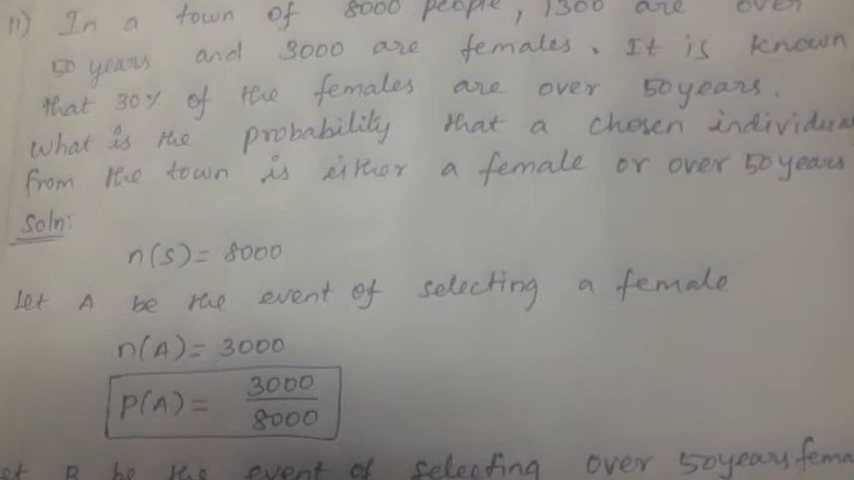 11) In a town of 8000 people, 1300 are over
50 years and 3000 are females. It is known
that 30% of the females are over 50 years.
What is the probability that a chosen individua
from the town is either a female or over 50 years
Soln:
n(S) = 8000
Let A be the event of selecting a female
n(A) = 3000
P(A) = 3000
8000
et B be the event of selecting over 50 years fema